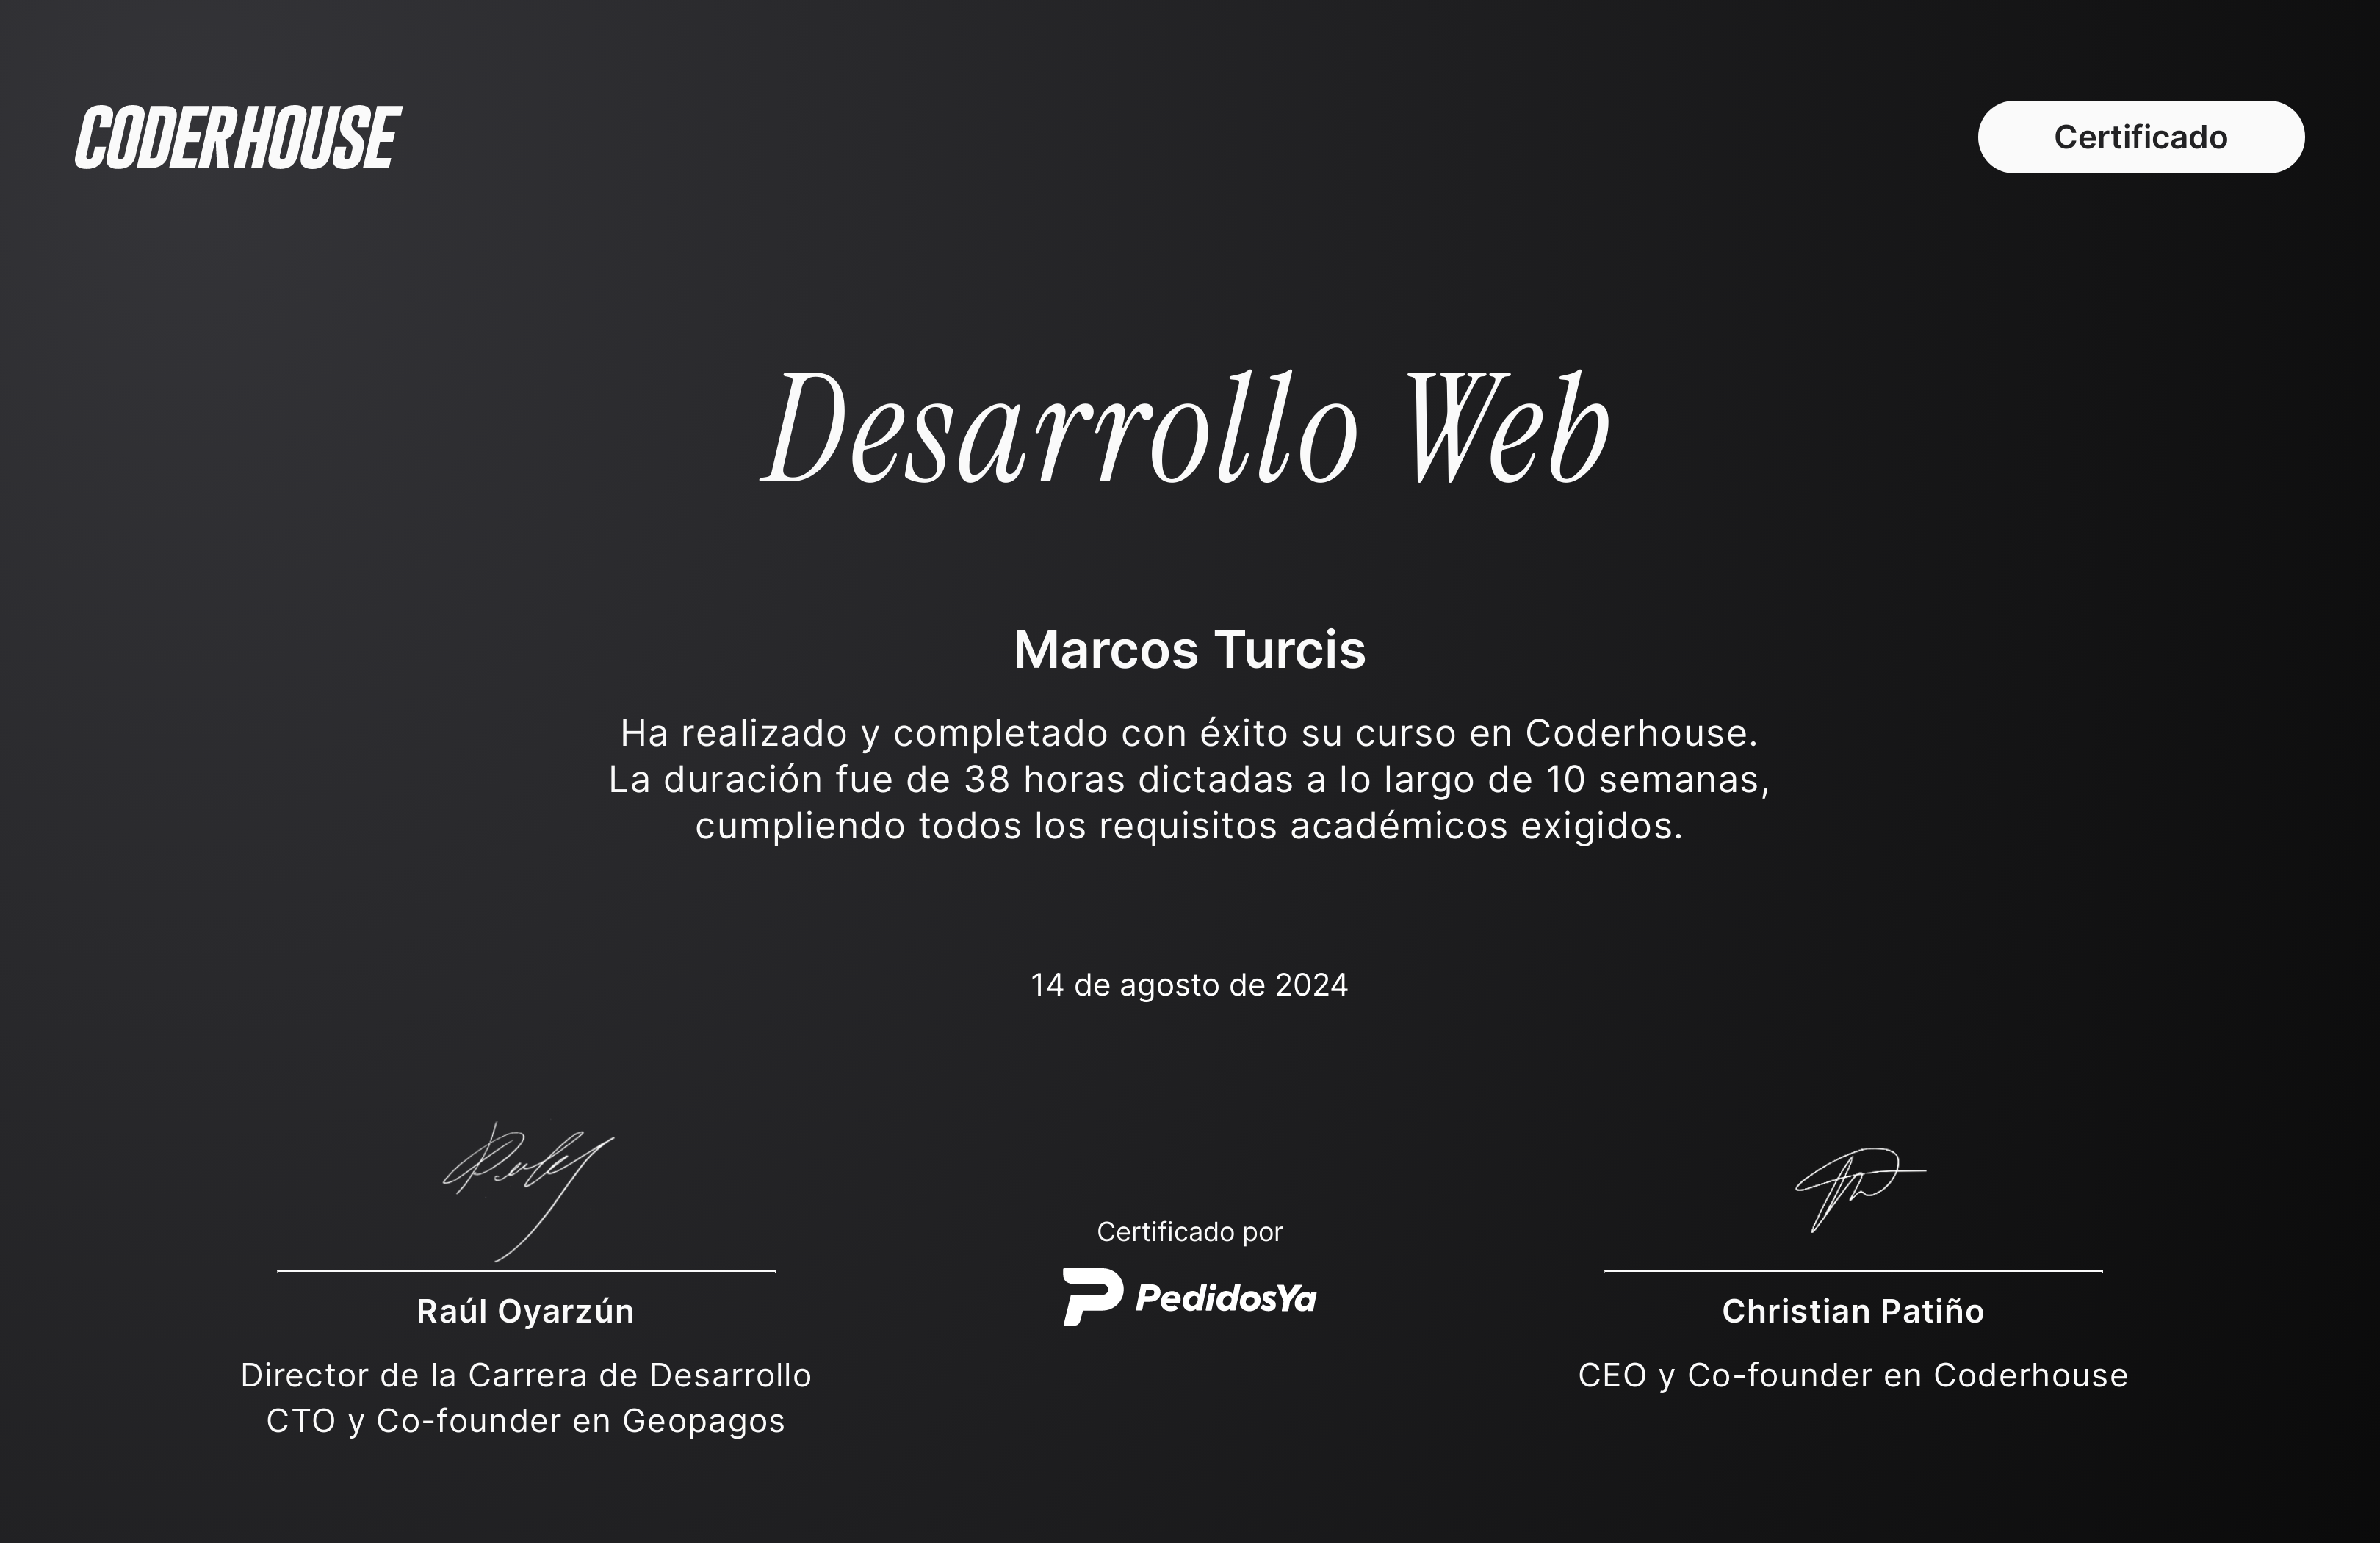 CODERHOUSE
Certificado
Desarrollo Web
Marcos Turcis
Ha realizado y completado con éxito su curso en Coderhouse.
La duración fue de 38 horas dictadas a lo largo de 10 semanas,
cumpliendo todos los requisitos académicos exigidos.
14 de agosto de 2024
Raúl Oyarzún
Director de la Carrera de Desarrollo
CTO y Co-founder en Geopagos
Certificado por
PedidosYa
Christian Patiño
CEO y Co-founder en Coderhouse